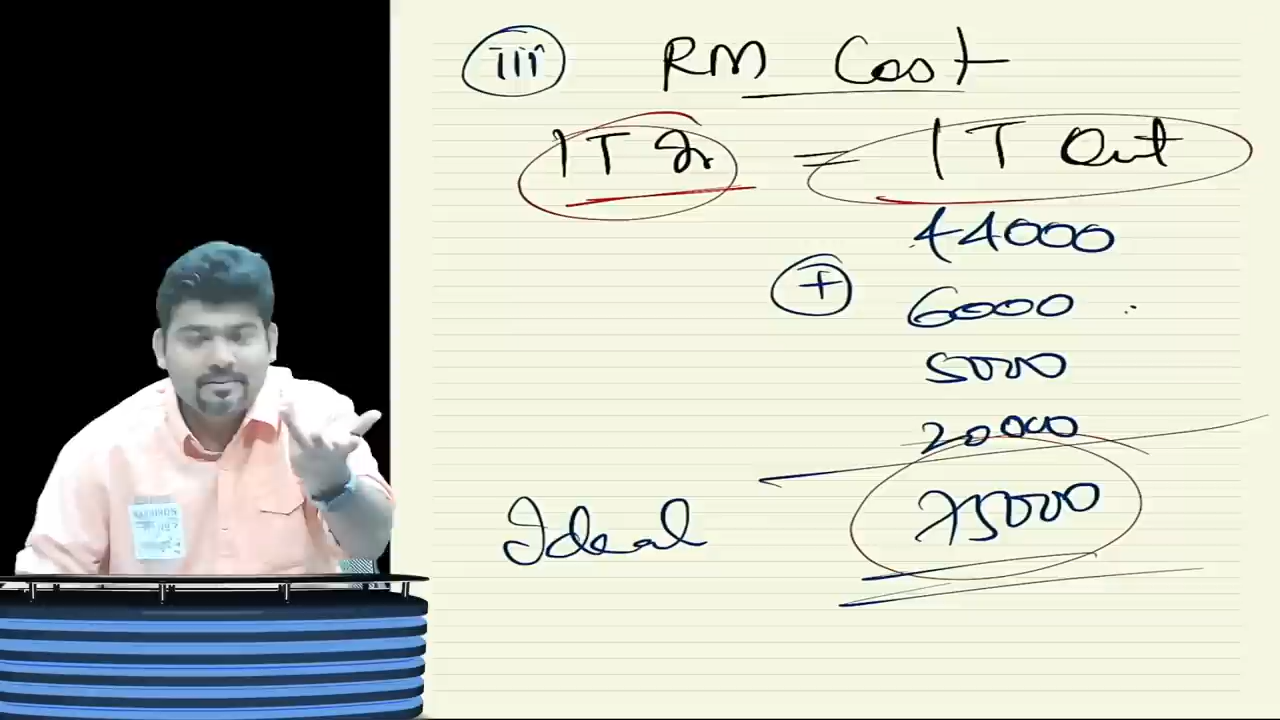 iii RM Cost
1T In = 1T Out
44000
+ 6000
5000
20000
Ideal 75000